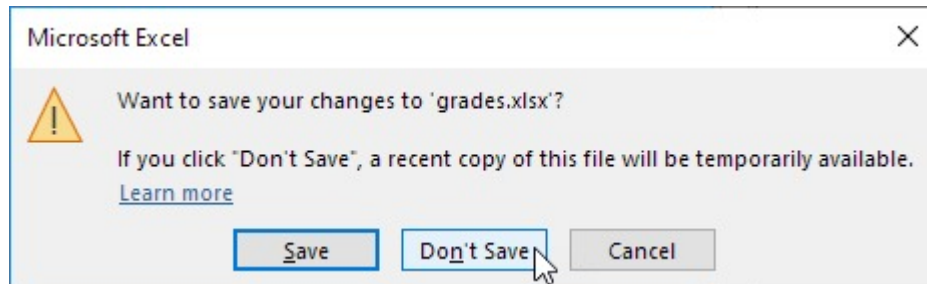 Microsoft Excel
Want to save your changes to 'grades.xlsx'?
If you click "Don't Save", a recent copy of this file will be temporarily available.
Learn more
Save Don't Save Cancel